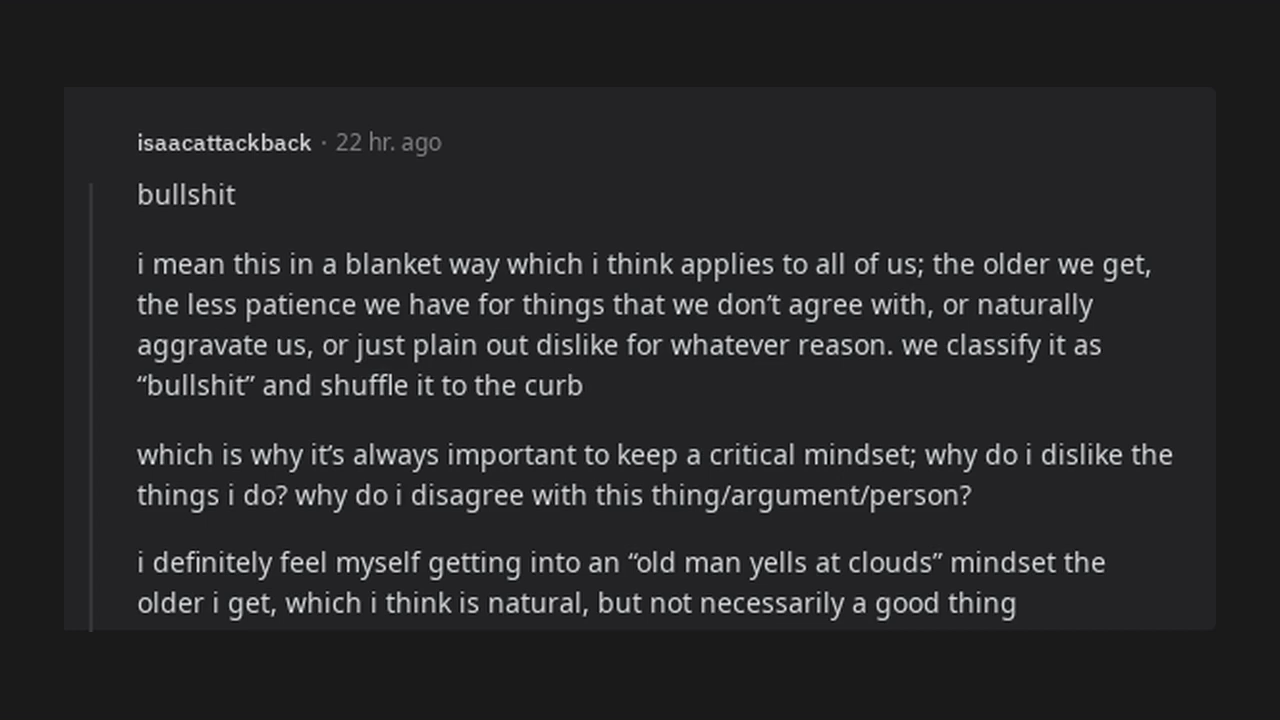 isaacattackback · 22 hr. ago
bullshit
i mean this in a blanket way which i think applies to all of us; the older we get,
the less patience we have for things that we don’t agree with, or naturally
aggravate us, or just plain out dislike for whatever reason. we classify it as
“bullshit” and shuffle it to the curb
which is why it’s always important to keep a critical mindset; why do i dislike the
things i do? why do i disagree with this thing/argument/person?
i definitely feel myself getting into an “old man yells at clouds” mindset the
older i get, which i think is natural, but not necessarily a good thing